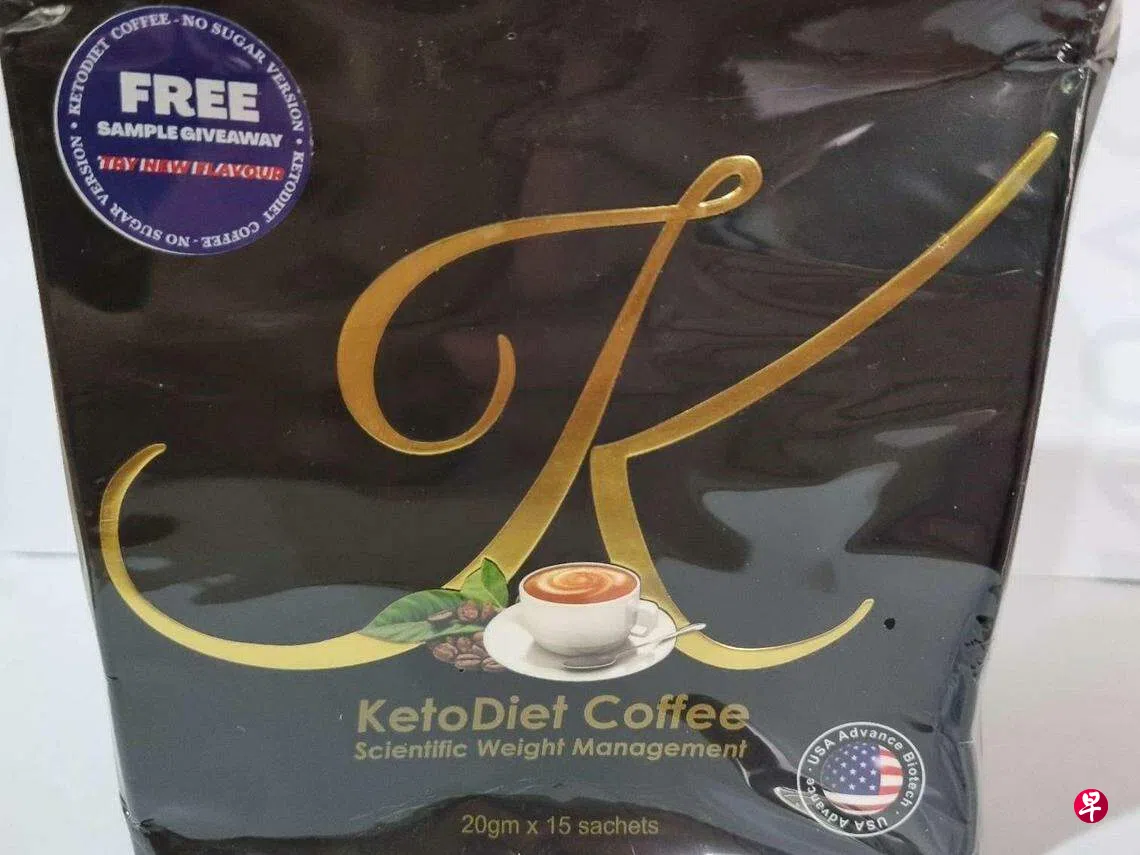 KETODIET COFFEE - NO SUGAR VERSION • KETODIET COFFEE - NO SUGAR VERSION •
FREE
SAMPLE GIVEAWAY
TRY NEW FLAVOUR
K
KetoDiet Coffee
Scientific Weight Management
USA Advance Biotech · USA Advance
20gm x 15 sachets
早